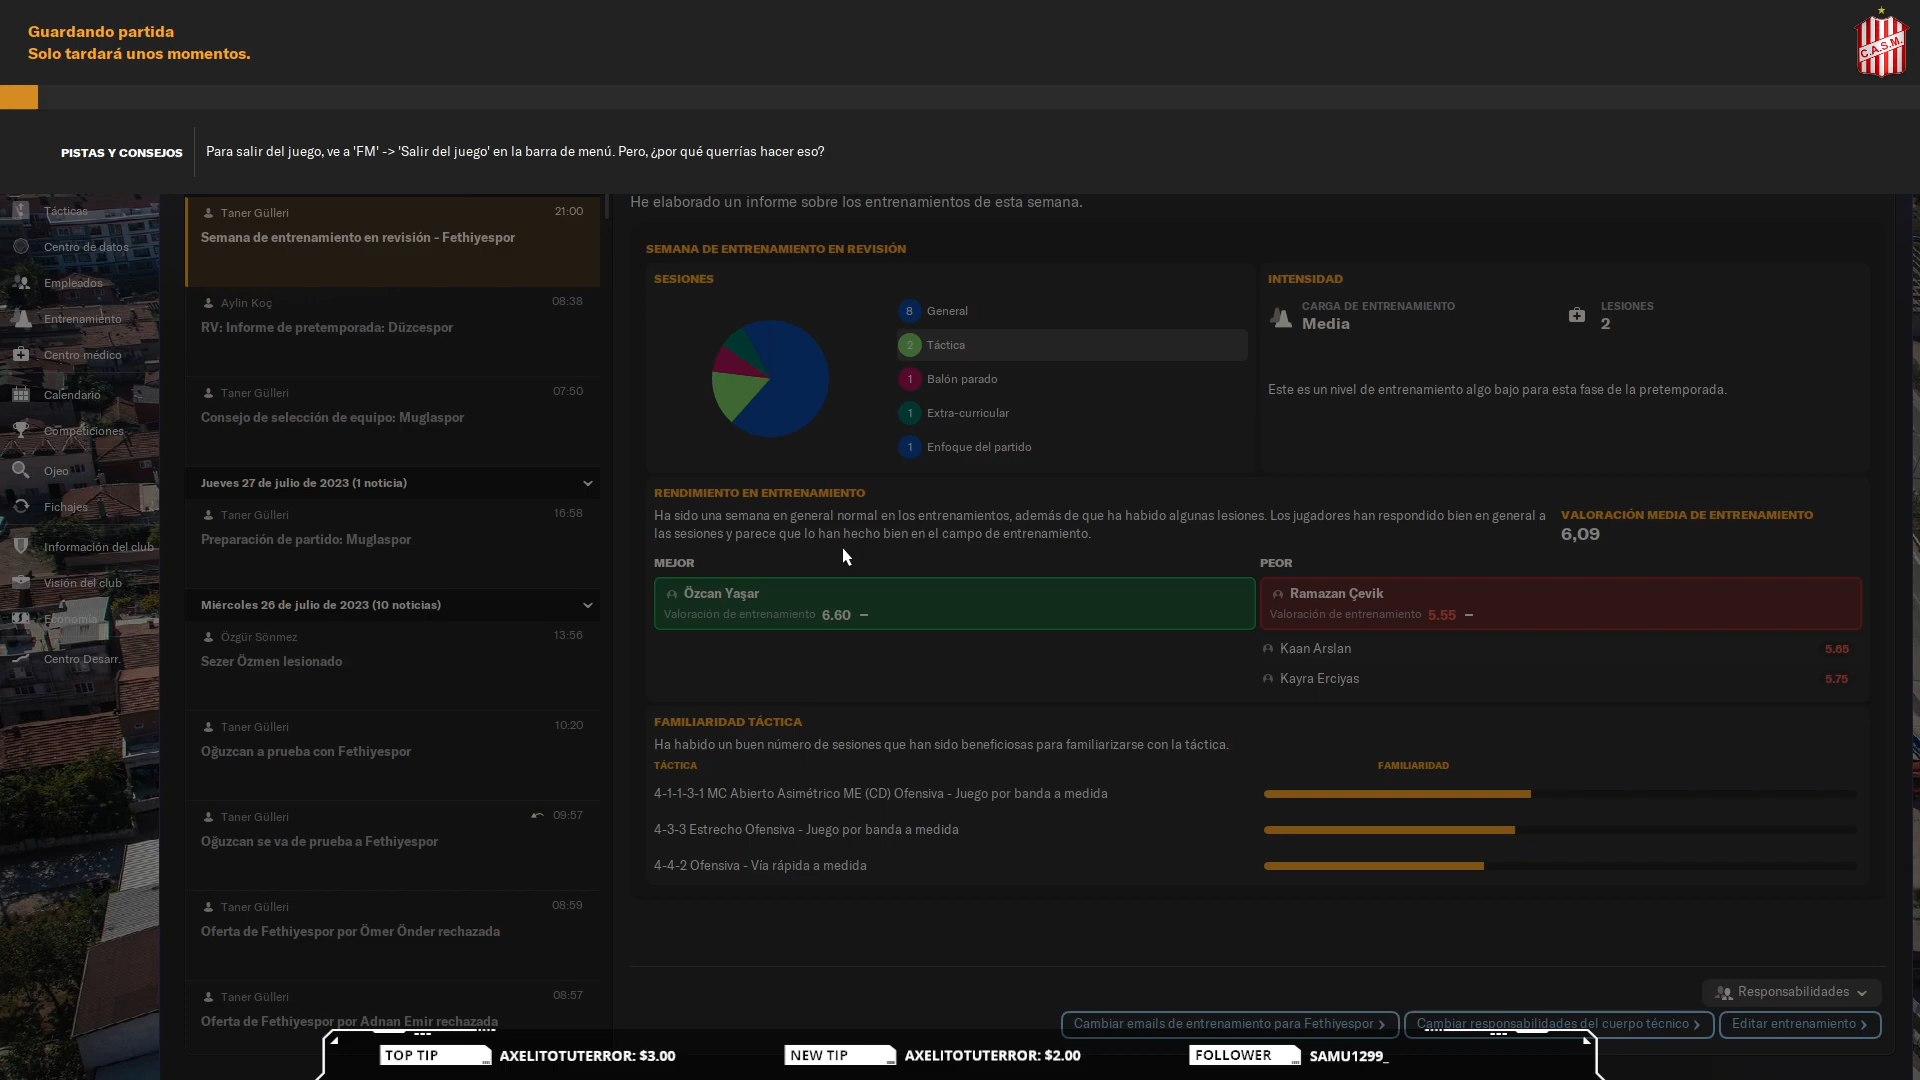 Guardando partida
Solo tardará unos momentos.
C.A.S.M.
PISTAS Y CONSEJOS
Para salir del juego, ve a 'FM' -> 'Salir del juego' en la barra de menú. Pero, ¿por qué querrías hacer eso?
Tácticas
Centro de datos
Empleados
Entrenamiento
Centro médico
Calendario
Competiciones
Ojeo
Fichajes
Información del club
Visión del club
Economía
Centro Desarr.
Taner Gülleri
21:00
Semana de entrenamiento en revisión - Fethiyespor
Aylin Koç
08:38
RV: Informe de pretemporada: Düzcespor
Taner Gülleri
07:50
Consejo de selección de equipo: Muglaspor
Jueves 27 de julio de 2023 (1 noticia)
Taner Gülleri
16:58
Preparación de partido: Muglaspor
Miércoles 26 de julio de 2023 (10 noticias)
Özgür Sönmez
13:56
Sezer Özmen lesionado
Taner Gülleri
10:20
Oğuzcan a prueba con Fethiyespor
Taner Gülleri
09:57
Oğuzcan se va de prueba a Fethiyespor
Taner Gülleri
08:59
Oferta de Fethiyespor por Ömer Önder rechazada
Taner Gülleri
08:57
Oferta de Fethiyespor por Adnan Emir rechazada
He elaborado un informe sobre los entrenamientos de esta semana.
SEMANA DE ENTRENAMIENTO EN REVISIÓN
SESIONES
8 General
2 Táctica
1 Balón parado
1 Extra-curricular
1 Enfoque del partido
INTENSIDAD
CARGA DE ENTRENAMIENTO
Media
LESIONES
2
Este es un nivel de entrenamiento algo bajo para esta fase de la pretemporada.
RENDIMIENTO EN ENTRENAMIENTO
Ha sido una semana en general normal en los entrenamientos, además de que ha habido algunas lesiones. Los jugadores han respondido bien en general a
las sesiones y parece que lo han hecho bien en el campo de entrenamiento.
VALORACIÓN MEDIA DE ENTRENAMIENTO
6,09
MEJOR
Özcan Yaşar
Valoración de entrenamiento 6.60 –
PEOR
Ramazan Çevik
Valoración de entrenamiento 5.55 –
Kaan Arslan 5.65
Kayra Erciyas 5.75
FAMILIARIDAD TÁCTICA
Ha habido un buen número de sesiones que han sido beneficiosas para familiarizarse con la táctica.
TÁCTICA FAMILIARIDAD
4-1-1-3-1 MC Abierto Asimétrico ME (CD) Ofensiva - Juego por banda a medida
4-3-3 Estrecho Ofensiva - Juego por banda a medida
4-4-2 Ofensiva - Vía rápida a medida
Responsabilidades
Cambiar emails de entrenamiento para Fethiyespor
Cambiar responsabilidades del cuerpo técnico
Editar entrenamiento
TOP TIP AXELITOTUTERROR: $3.00
NEW TIP AXELITOTUTERROR: $2.00
FOLLOWER SAMU1299_